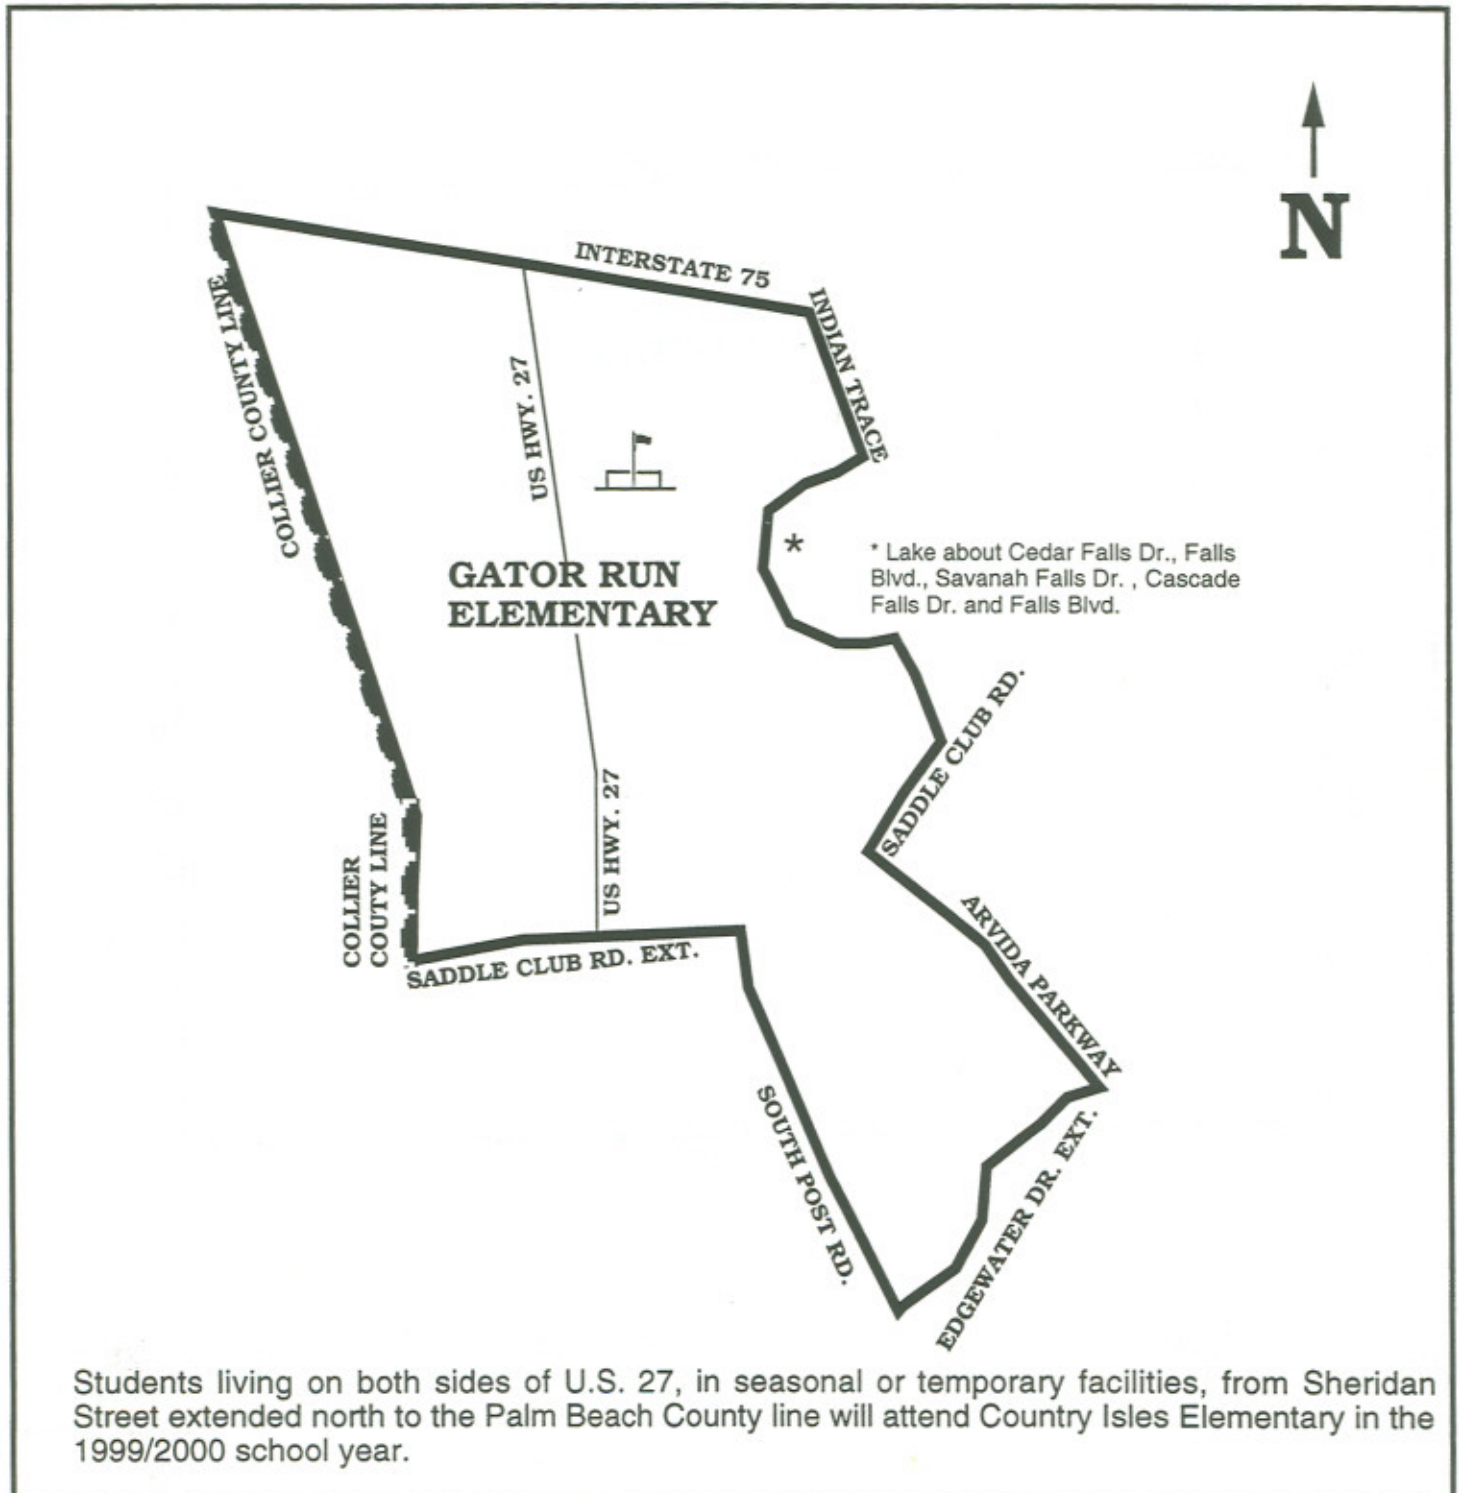 N
INTERSTATE 75
INDIAN TRACE
COLLIER COUNTY LINE
US HWY. 27
* Lake about Cedar Falls Dr., Falls
Blvd., Savanah Falls Dr. , Cascade
Falls Dr. and Falls Blvd.
*
GATOR RUN
ELEMENTARY
SADDLE CLUB RD.
US HWY. 27
COLLIER
COUTY LINE
SADDLE CLUB RD. EXT.
ARVIDA PARKWAY
SOUTH POST RD.
EDGEWATER DR. EXT.
Students living on both sides of U.S. 27, in seasonal or temporary facilities, from Sheridan
Street extended north to the Palm Beach County line will attend Country Isles Elementary in the
1999/2000 school year.